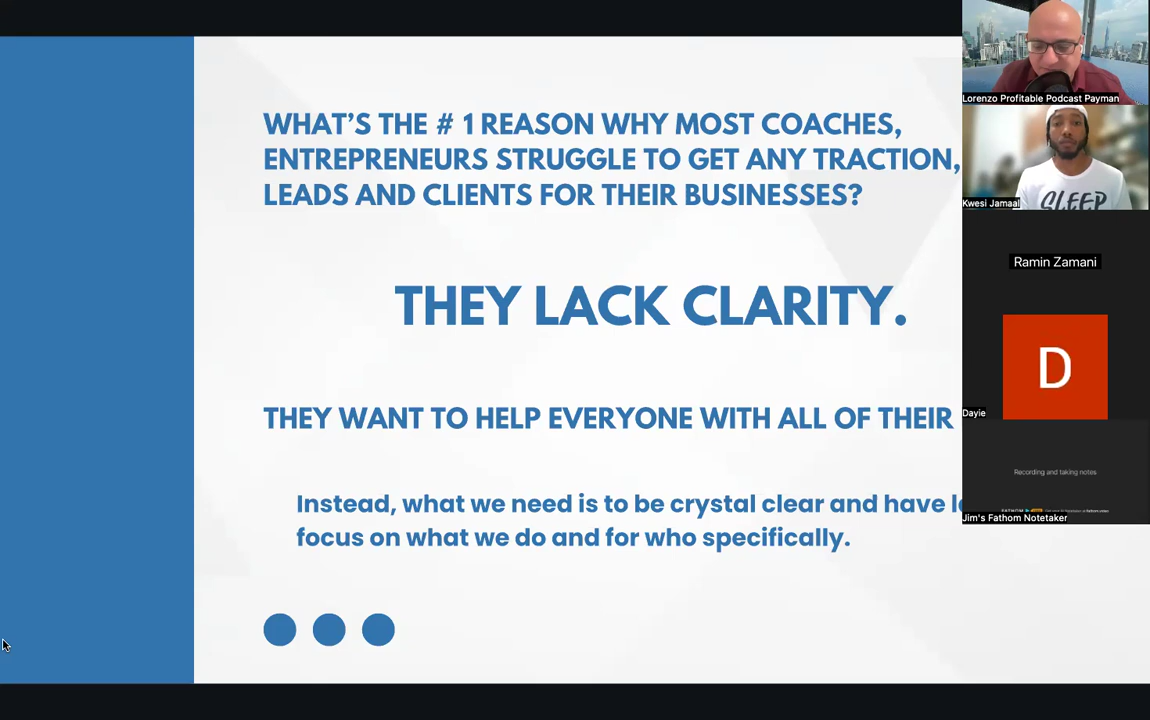 WHAT'S THE # 1 REASON WHY MOST COACHES,
ENTREPRENEURS STRUGGLE TO GET ANY TRACTION,
LEADS AND CLIENTS FOR THEIR BUSINESSES?
THEY LACK CLARITY.
THEY WANT TO HELP EVERYONE WITH ALL OF THEIR
Instead, what we need is to be crystal clear and have
focus on what we do and for who specifically.
Lorenzo Profitable Podcast Payman
SLEEP
Kwesi Jamaal
Ramin Zamani
D
Dayie
Recording and taking notes
FATHOM
Jim's Fathom Notetaker